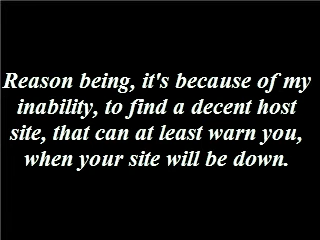 Reason being, it's because of my
inability, to find a decent host
site, that can at least warn you,
when your site will be down.